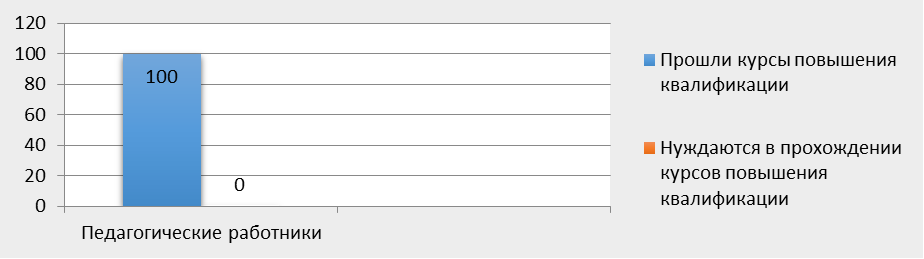 120
100
80
60
40
20
0
100
0
Педагогические работники
Прошли курсы повышения
квалификации
Нуждаются в прохождении
курсов повышения
квалификации